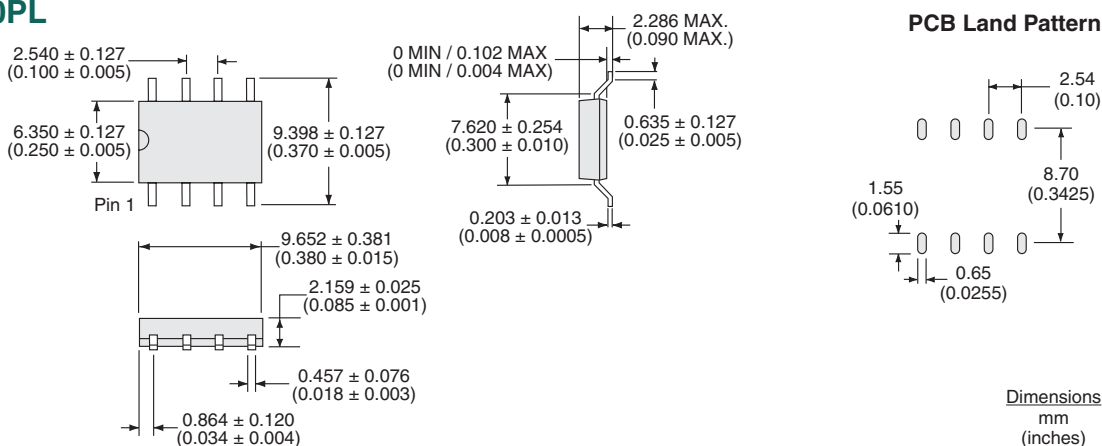 PL
2.540 ± 0.127
(0.100 ± 0.005)
6.350 ± 0.127
(0.250 ± 0.005)
9.398 ± 0.127
(0.370 ± 0.005)
Pin 1
9.652 ± 0.381
(0.380 ± 0.015)
2.159 ± 0.025
(0.085 ± 0.001)
0.457 ± 0.076
(0.018 ± 0.003)
0.864 ± 0.120
(0.034 ± 0.004)
2.286 MAX.
(0.090 MAX.)
0 MIN / 0.102 MAX
(0 MIN / 0.004 MAX)
7.620 ± 0.254
(0.300 ± 0.010)
0.635 ± 0.127
(0.025 ± 0.005)
0.203 ± 0.013
(0.008 ± 0.0005)
PCB Land Pattern
2.54
(0.10)
8.70
(0.3425)
1.55
(0.0610)
0.65
(0.0255)
Dimensions
mm
(inches)